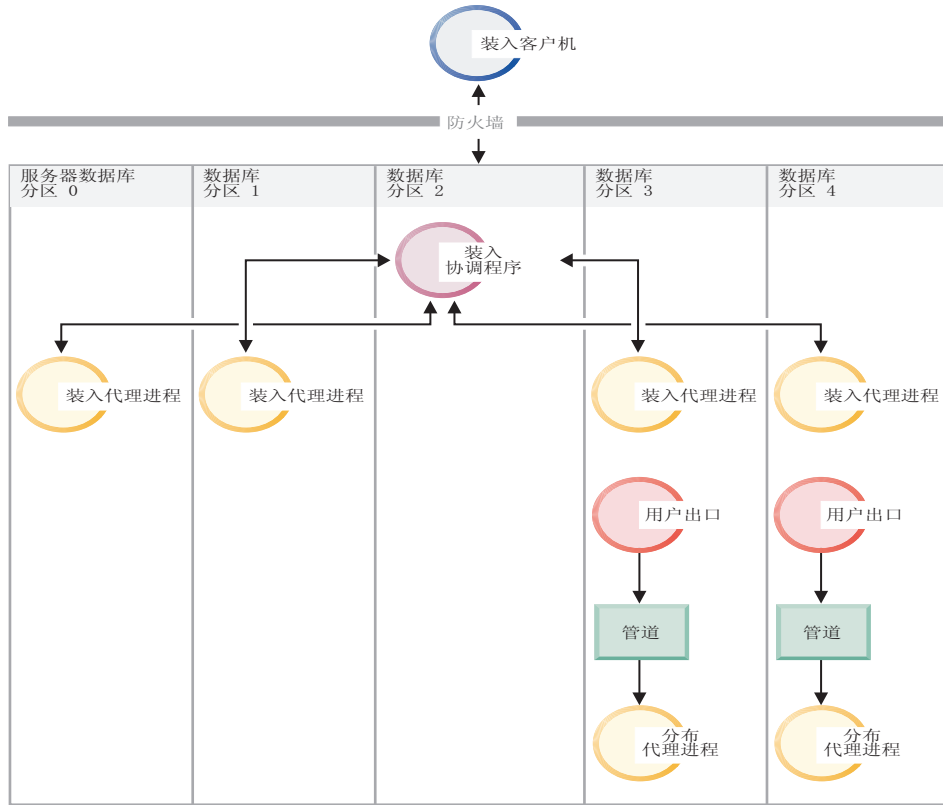 装入客户机
防火墙
服务器数据库
分区 0
数据库
分区 1
数据库
分区 2
数据库
分区 3
数据库
分区 4
装入
协调程序
装入代理进程
装入代理进程
装入代理进程
装入代理进程
用户出口
用户出口
管道
管道
分布
代理进程
分布
代理进程